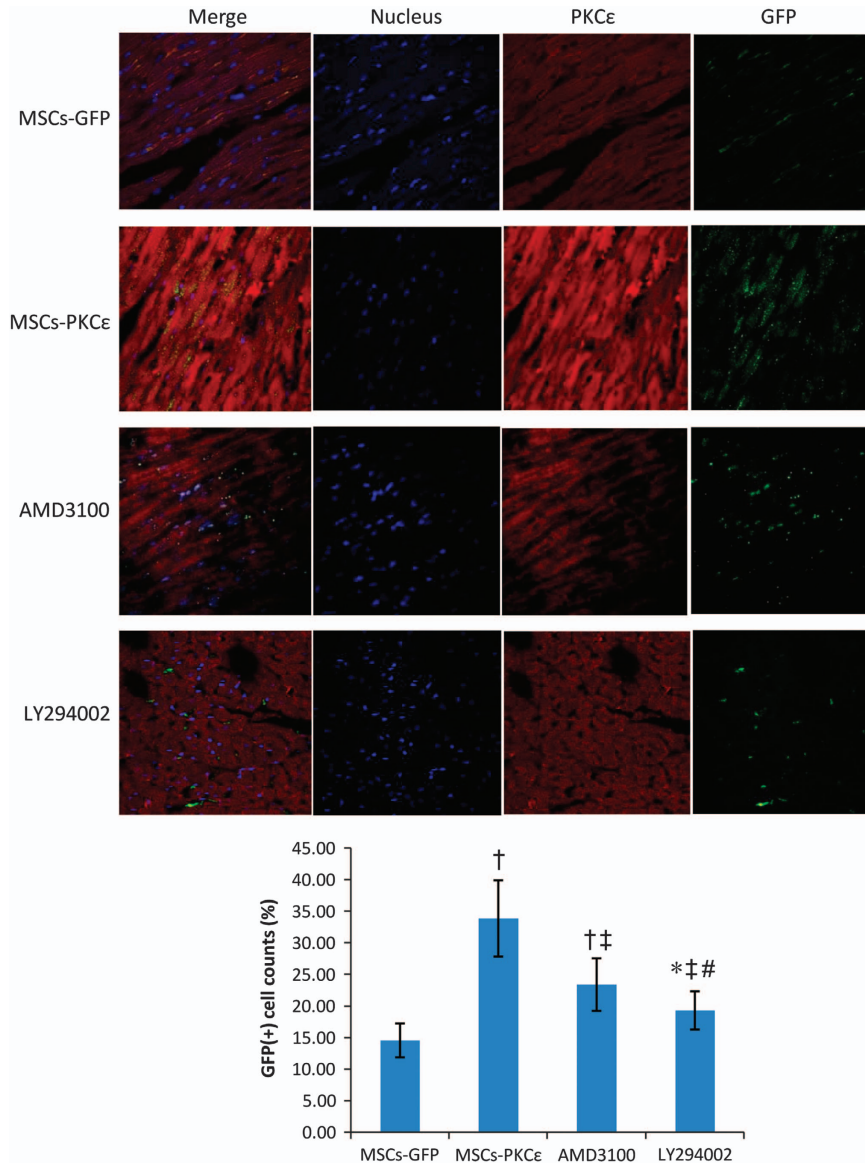 Merge Nucleus PKCε GFP
MSCs-GFP
MSCs-PKCε
AMD3100
LY294002
45.00
40.00
35.00
30.00
25.00
20.00
15.00
10.00
5.00
0.00
GFP(+) cell counts (%)
†
†‡
*‡#
MSCs-GFP MSCs-PKCε AMD3100 LY294002